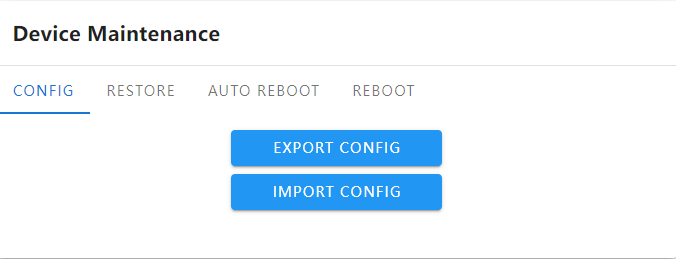 Device Maintenance
CONFIG RESTORE AUTO REBOOT REBOOT
EXPORT CONFIG
IMPORT CONFIG